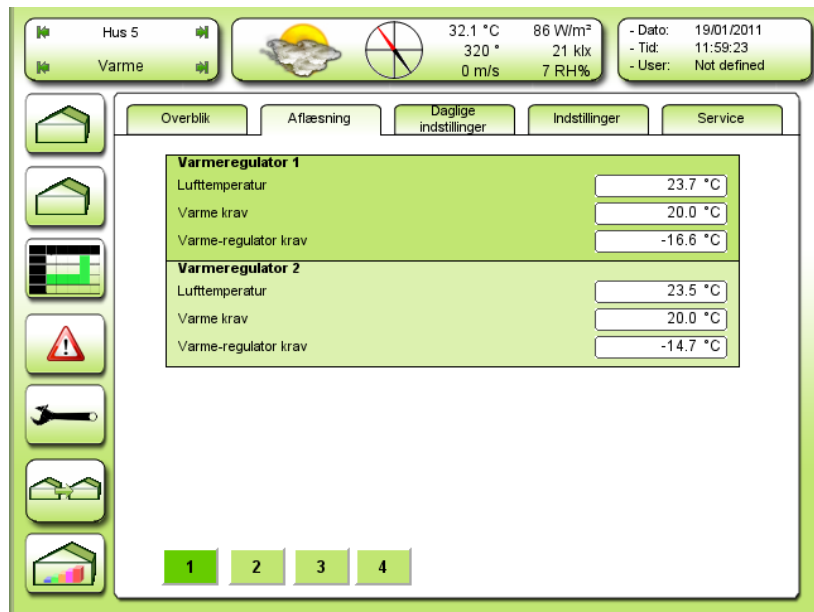 Hus 5
Varme
32.1 °C 86 W/m²
320 ° 21 klx
0 m/s 7 RH%
- Dato: 19/01/2011
- Tid: 11:59:23
- User: Not defined
Overblik
Aflæsning
Daglige
indstillinger
Indstillinger
Service
Varmeregulator 1
Lufttemperatur 23.7 °C
Varme krav 20.0 °C
Varme-regulator krav -16.6 °C
Varmeregulator 2
Lufttemperatur 23.5 °C
Varme krav 20.0 °C
Varme-regulator krav -14.7 °C
1 2 3 4